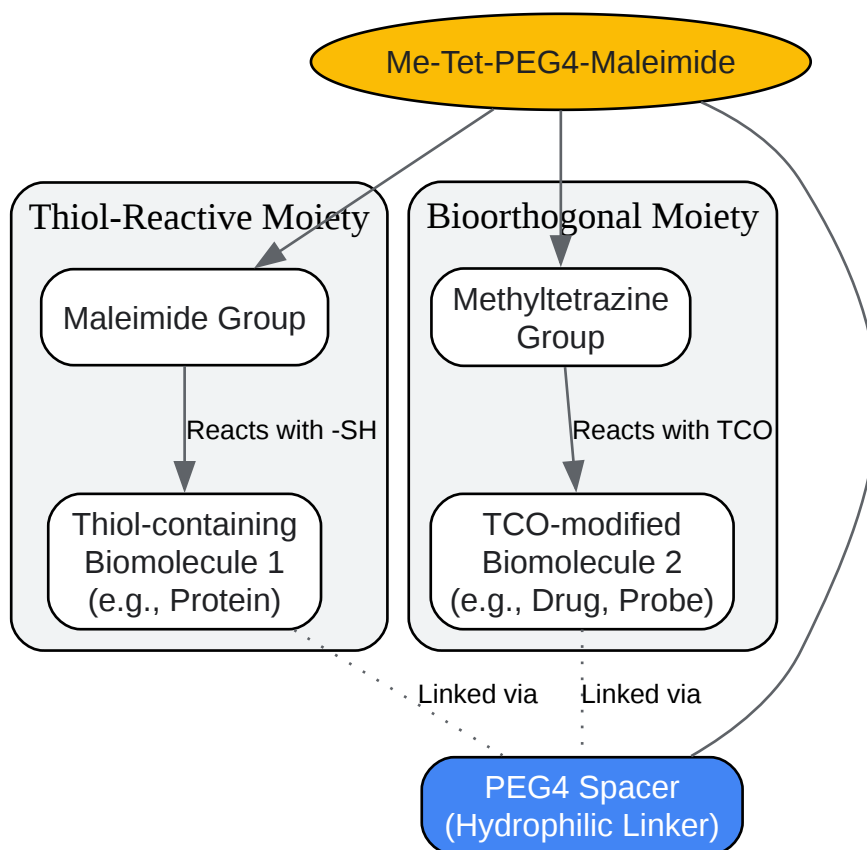 Me-Tet-PEG4-Maleimide
Thiol-Reactive Moiety
Bioorthogonal Moiety
Maleimide Group
Methyltetrazine
Group
Reacts with -SH
Reacts with TCO
Thiol-containing
Biomolecule 1
(e.g., Protein)
TCO-modified
Biomolecule 2
(e.g., Drug, Probe)
Linked via
Linked via
PEG4 Spacer
(Hydrophilic Linker)